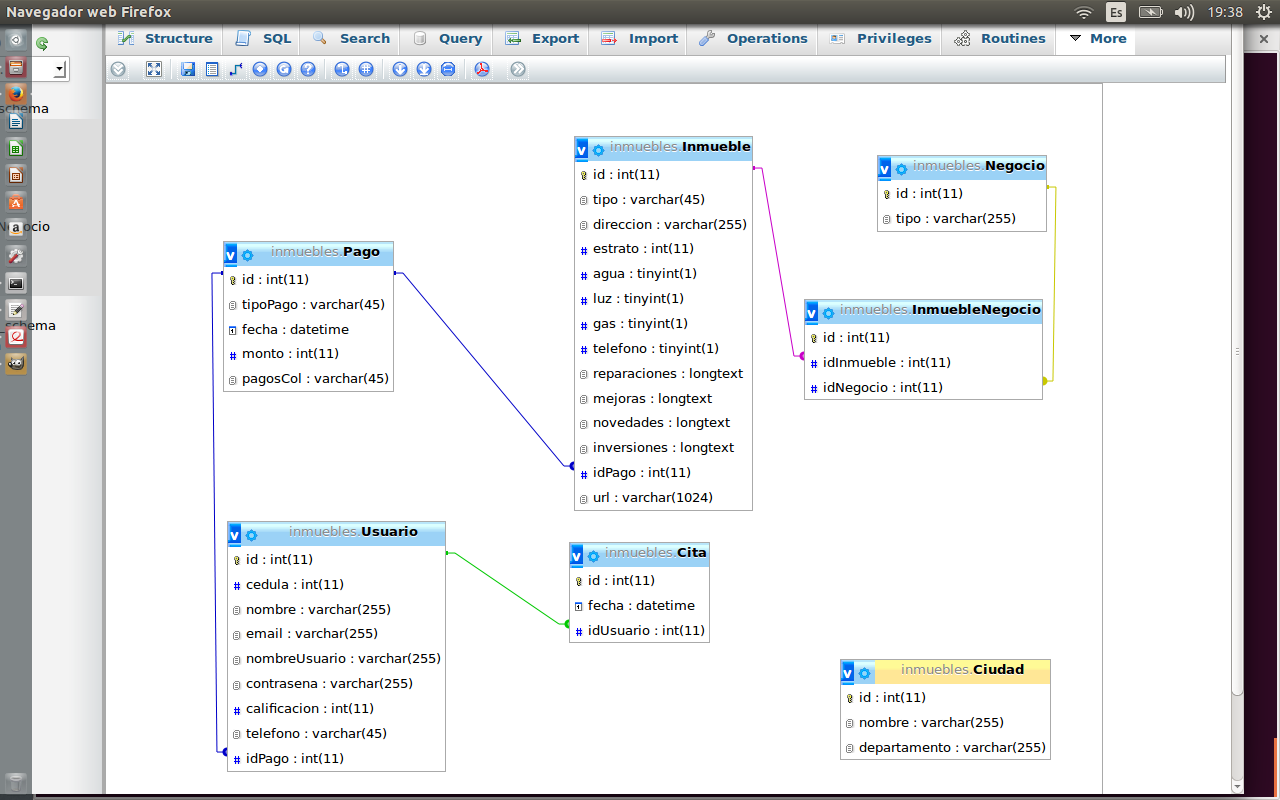 Navegador web Firefox
Es
19:38
Structure
SQL
Search
Query
Export
Import
Operations
Privileges
Routines
More
schema
Negocio
schema
inmuebles.Inmueble
id : int(11)
tipo : varchar(45)
direccion : varchar(255)
estrato : int(11)
agua : tinyint(1)
luz : tinyint(1)
gas : tinyint(1)
telefono : tinyint(1)
reparaciones : longtext
mejoras : longtext
novedades : longtext
inversiones : longtext
idPago : int(11)
url : varchar(1024)
inmuebles.Negocio
id : int(11)
tipo : varchar(255)
inmuebles.Pago
id : int(11)
tipoPago : varchar(45)
fecha : datetime
monto : int(11)
pagosCol : varchar(45)
inmuebles.InmuebleNegocio
id : int(11)
idInmueble : int(11)
idNegocio : int(11)
inmuebles.Usuario
id : int(11)
cedula : int(11)
nombre : varchar(255)
email : varchar(255)
nombreUsuario : varchar(255)
contrasena : varchar(255)
calificacion : int(11)
telefono : varchar(45)
idPago : int(11)
inmuebles.Cita
id : int(11)
fecha : datetime
idUsuario : int(11)
inmuebles.Ciudad
id : int(11)
nombre : varchar(255)
departamento : varchar(255)